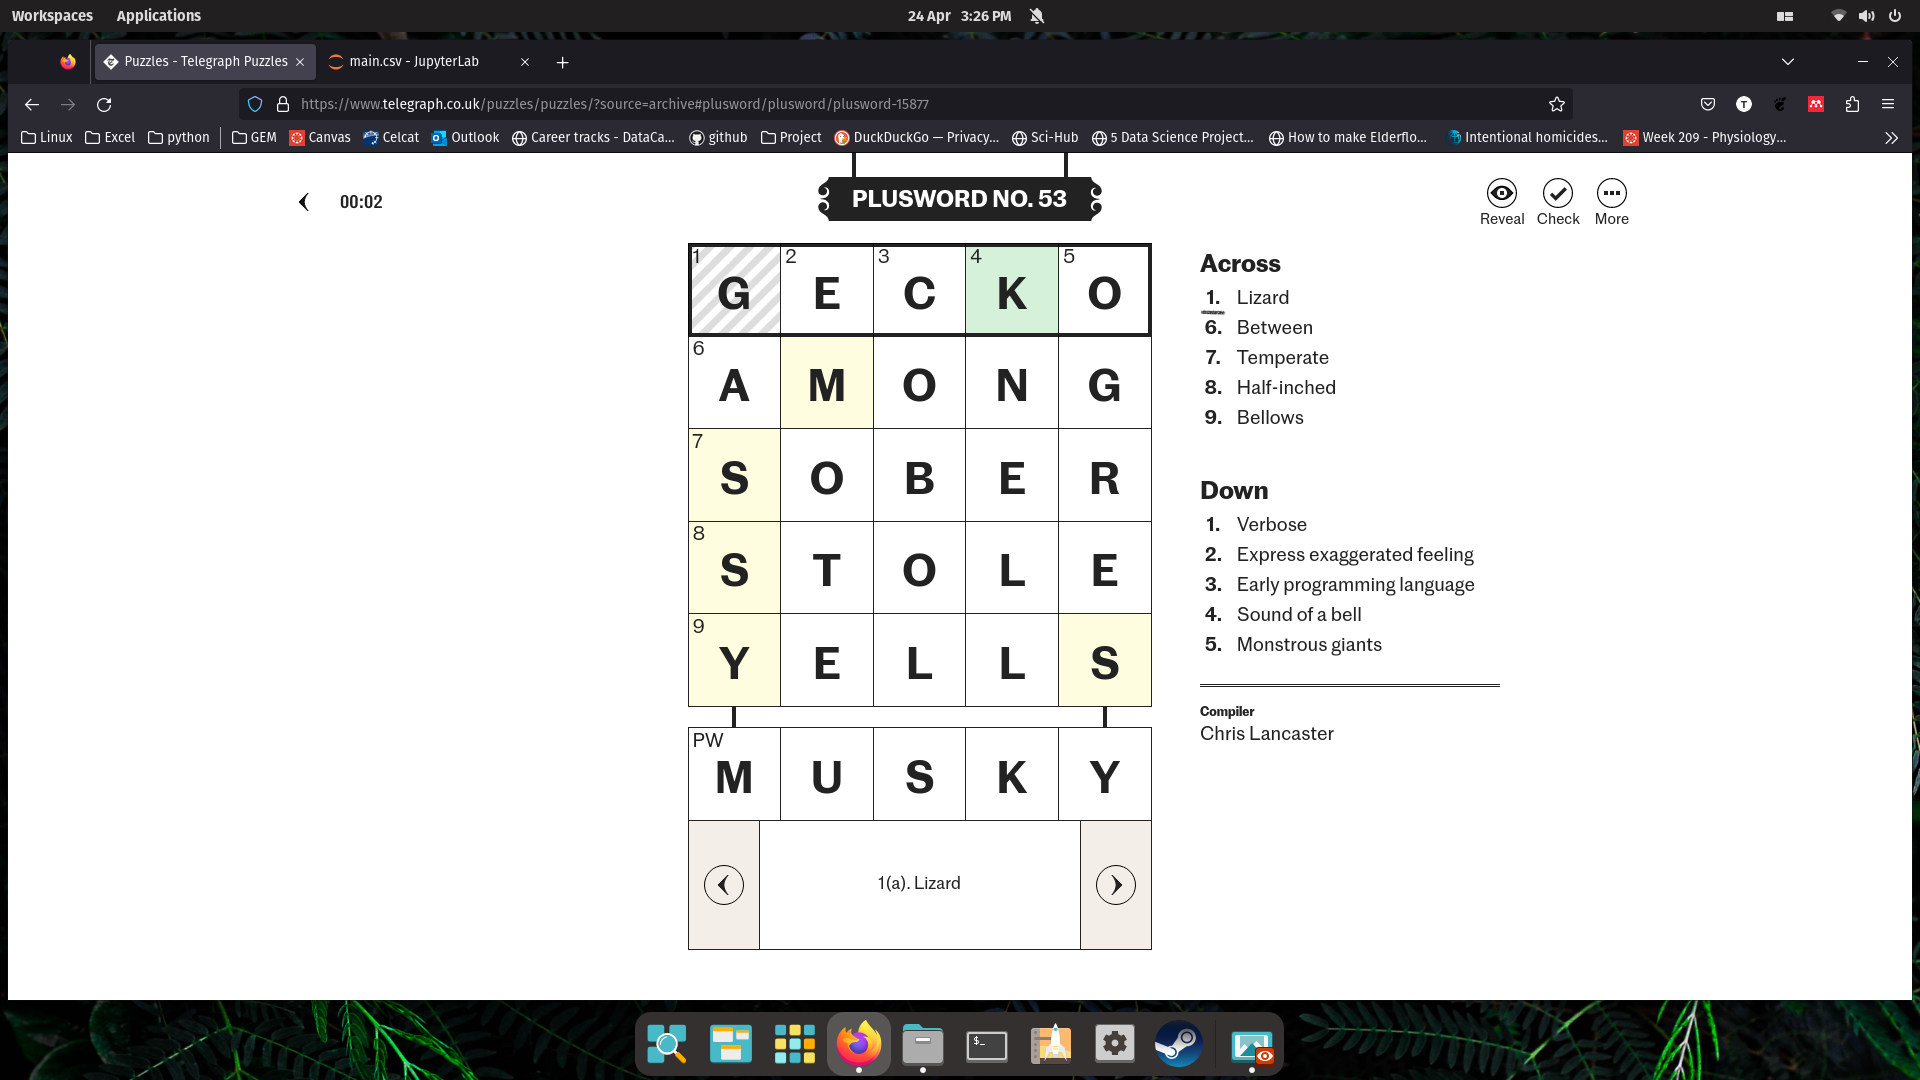 Workspaces Applications 24 Apr 3:26 PM
Puzzles - Telegraph Puzzles main.csv - JupyterLab
https://www.telegraph.co.uk/puzzles/puzzles/?source=archive#plusword/plusword/plusword-15877
Linux Excel python GEM Canvas Celcat Outlook Career tracks - DataCa... github Project DuckDuckGo — Privacy... Sci-Hub 5 Data Science Project... How to make Elderflo... Intentional homicides... Week 209 - Physiology...
00:02
PLUSWORD NO. 53
Reveal Check More
1 G 2 E 3 C 4 K 5 O
6 A M O N G
7 S O B E R
8 S T O L E
9 Y E L L S
PW M U S K Y
1(a). Lizard
Across
1. Lizard
6. Between
7. Temperate
8. Half-inched
9. Bellows
Down
1. Verbose
2. Express exaggerated feeling
3. Early programming language
4. Sound of a bell
5. Monstrous giants
Compiler
Chris Lancaster